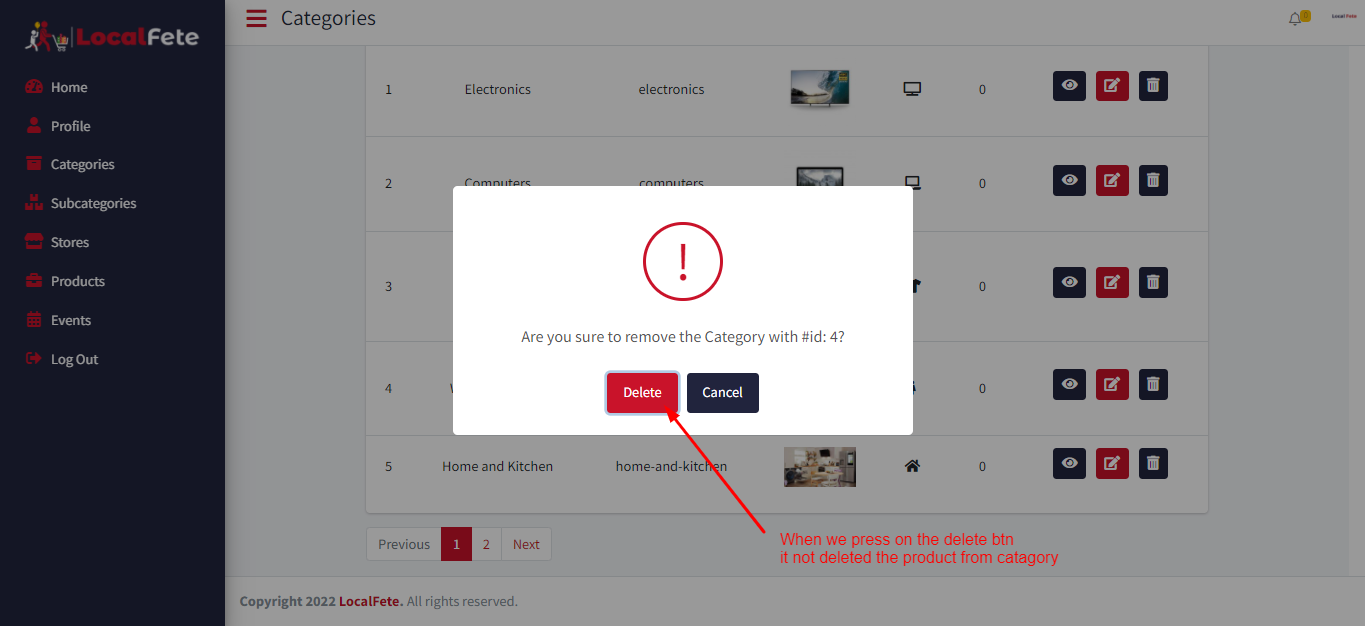 LocalFete
Categories
0
Local Fete
Home
Profile
Categories
Subcategories
Stores
Products
Events
Log Out
1 Electronics electronics 0
2 Computers computers 0
3 0
4 0
5 Home and Kitchen home-and-kitchen 0
Are you sure to remove the Category with #id: 4?
Delete Cancel
Previous 1 2 Next
When we press on the delete btn
it not deleted the product from catagory
Copyright 2022 LocalFete. All rights reserved.